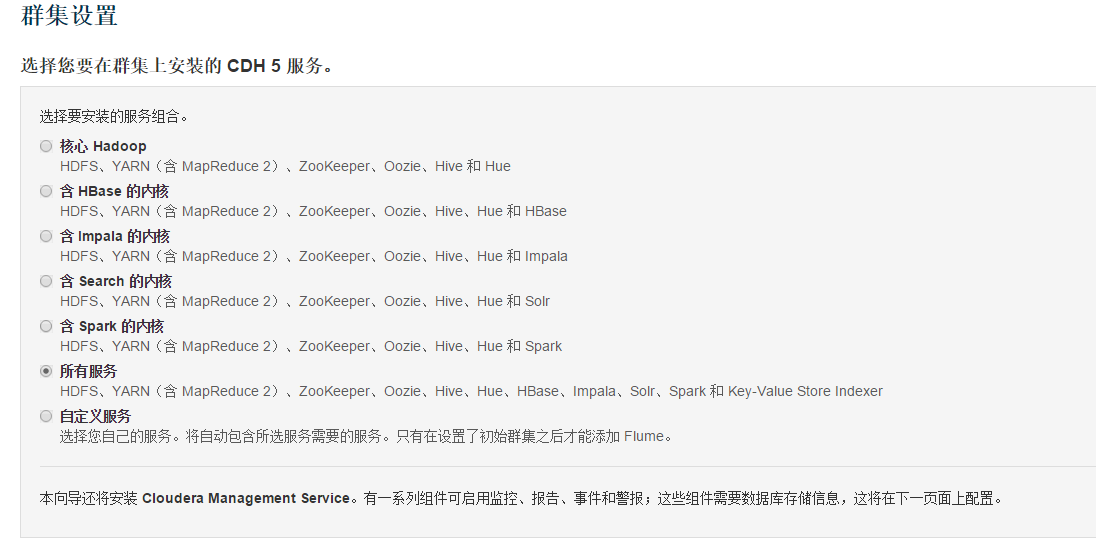 群集设置
选择您要在群集上安装的 CDH 5 服务。
选择要安装的服务组合。
核心 Hadoop
HDFS、YARN（含 MapReduce 2）、ZooKeeper、Oozie、Hive 和 Hue
含 HBase 的内核
HDFS、YARN（含 MapReduce 2）、ZooKeeper、Oozie、Hive、Hue 和 HBase
含 Impala 的内核
HDFS、YARN（含 MapReduce 2）、ZooKeeper、Oozie、Hive、Hue 和 Impala
含 Search 的内核
HDFS、YARN（含 MapReduce 2）、ZooKeeper、Oozie、Hive、Hue 和 Solr
含 Spark 的内核
HDFS、YARN（含 MapReduce 2）、ZooKeeper、Oozie、Hive、Hue 和 Spark
所有服务
HDFS、YARN（含 MapReduce 2）、ZooKeeper、Oozie、Hive、Hue、HBase、Impala、Solr、Spark 和 Key-Value Store Indexer
自定义服务
选择您自己的服务。将自动包含所选服务需要的服务。只有在设置了初始群集之后才能添加 Flume。
本向导还将安装 Cloudera Management Service。有一系列组件可启用监控、报告、事件和警报；这些组件需要数据库存储信息，这将在下一页面上配置。